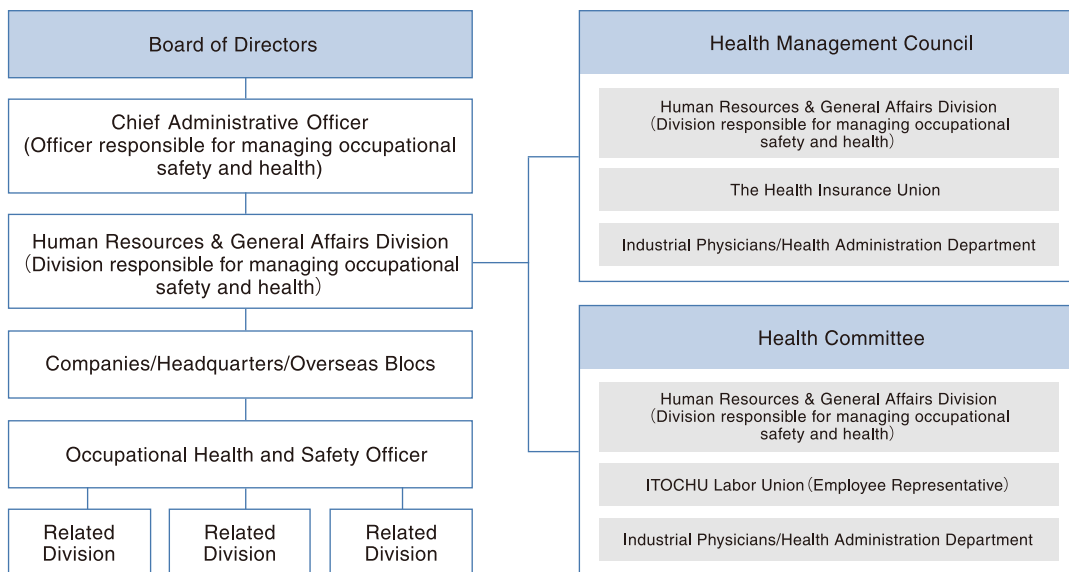 Board of Directors
Chief Administrative Officer
(Officer responsible for managing occupational
safety and health)
Human Resources & General Affairs Division
(Division responsible for managing occupational
safety and health)
Companies/Headquarters/Overseas Blocs
Occupational Health and Safety Officer
Related
Division
Related
Division
Related
Division
Health Management Council
Human Resources & General Affairs Division
(Division responsible for managing occupational
safety and health)
The Health Insurance Union
Industrial Physicians/Health Administration Department
Health Committee
Human Resources & General Affairs Division
(Division responsible for managing occupational
safety and health)
ITOCHU Labor Union (Employee Representative)
Industrial Physicians/Health Administration Department